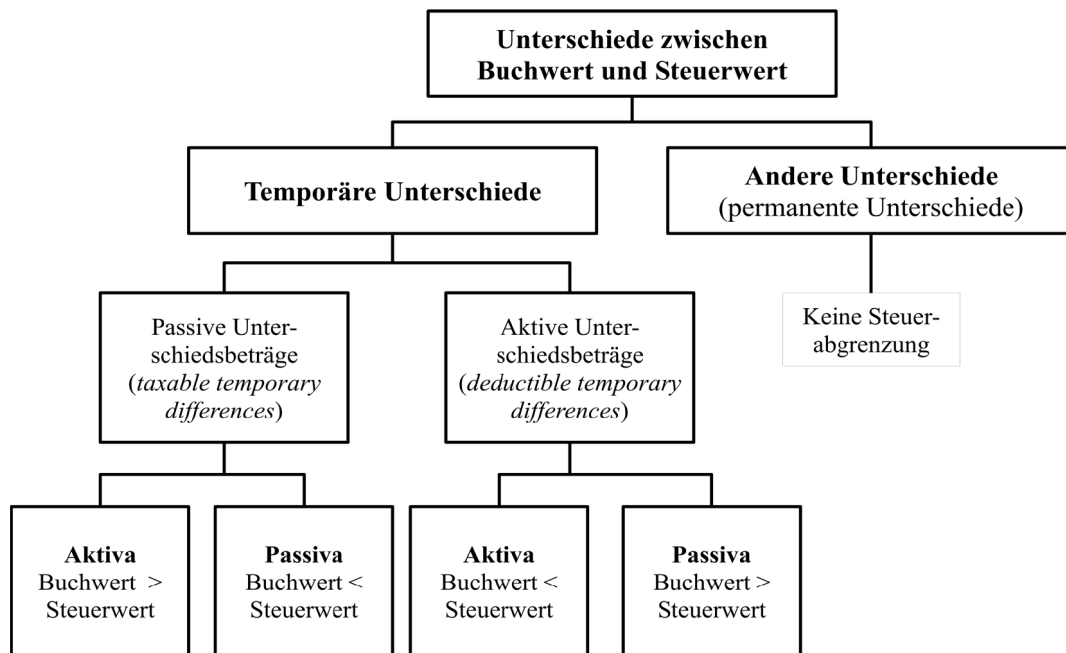 Unterschiede zwischen
Buchwert und Steuerwert
Temporäre Unterschiede
Andere Unterschiede
(permanente Unterschiede)
Passive Unter-
schiedsbeträge
(taxable temporary
differences)
Aktive Unter-
schiedsbeträge
(deductible temporary
differences)
Keine Steuer-
abgrenzung
Aktiva
Buchwert >
Steuerwert
Passiva
Buchwert <
Steuerwert
Aktiva
Buchwert <
Steuerwert
Passiva
Buchwert >
Steuerwert